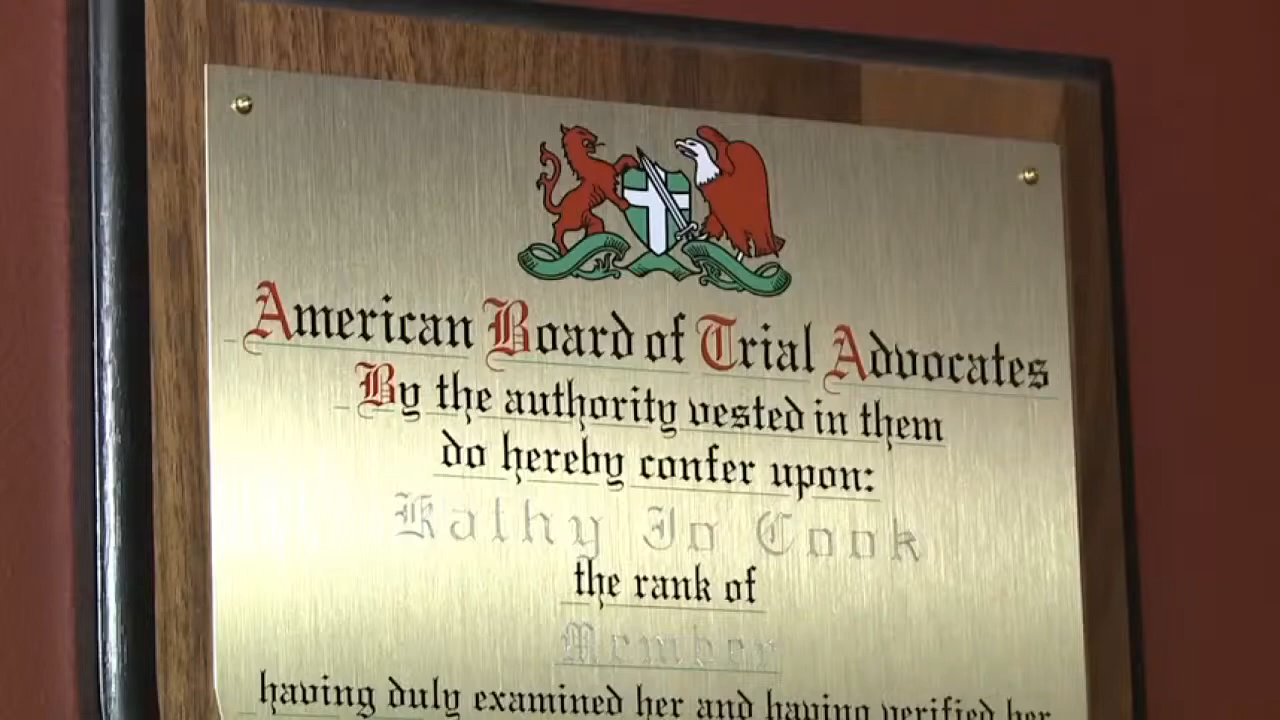 American Board of Trial Advocates
By the authority vested in them
do hereby confer upon:
Kathy Jo Cook
the rank of
Member
having duly examined her and having verified her